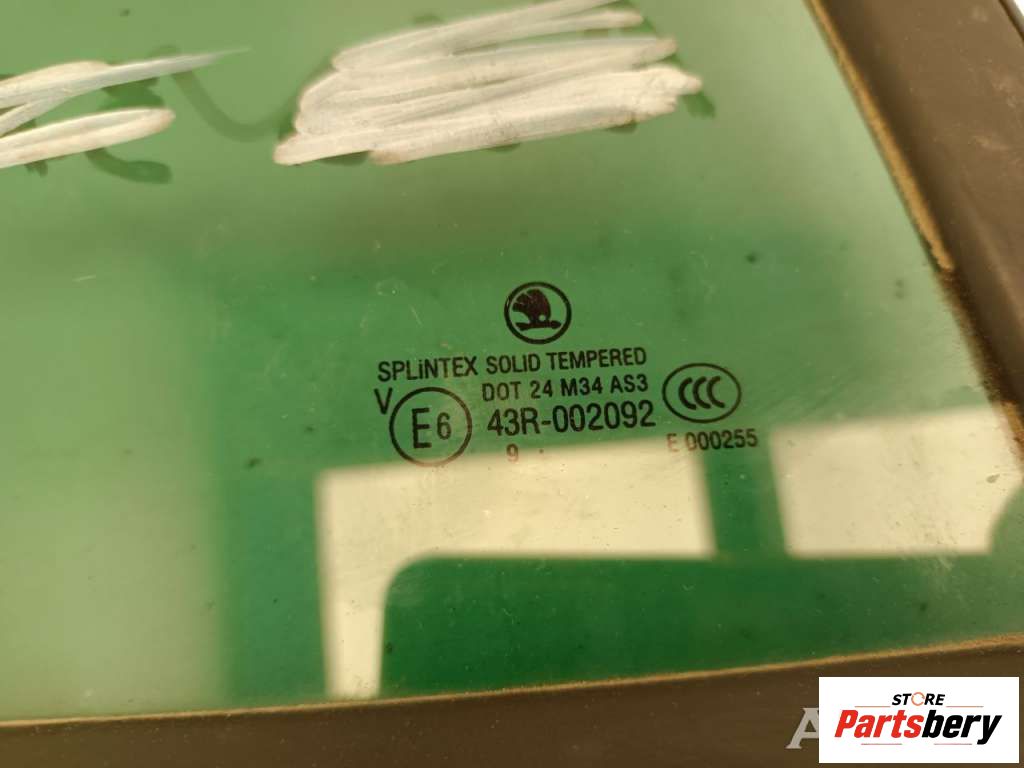 SPLiNTEX SOLID TEMPERED
DOT 24 M34 AS3
V
E6
43R-002092
9 .
CCC
E 000255
STORE
Partsbery